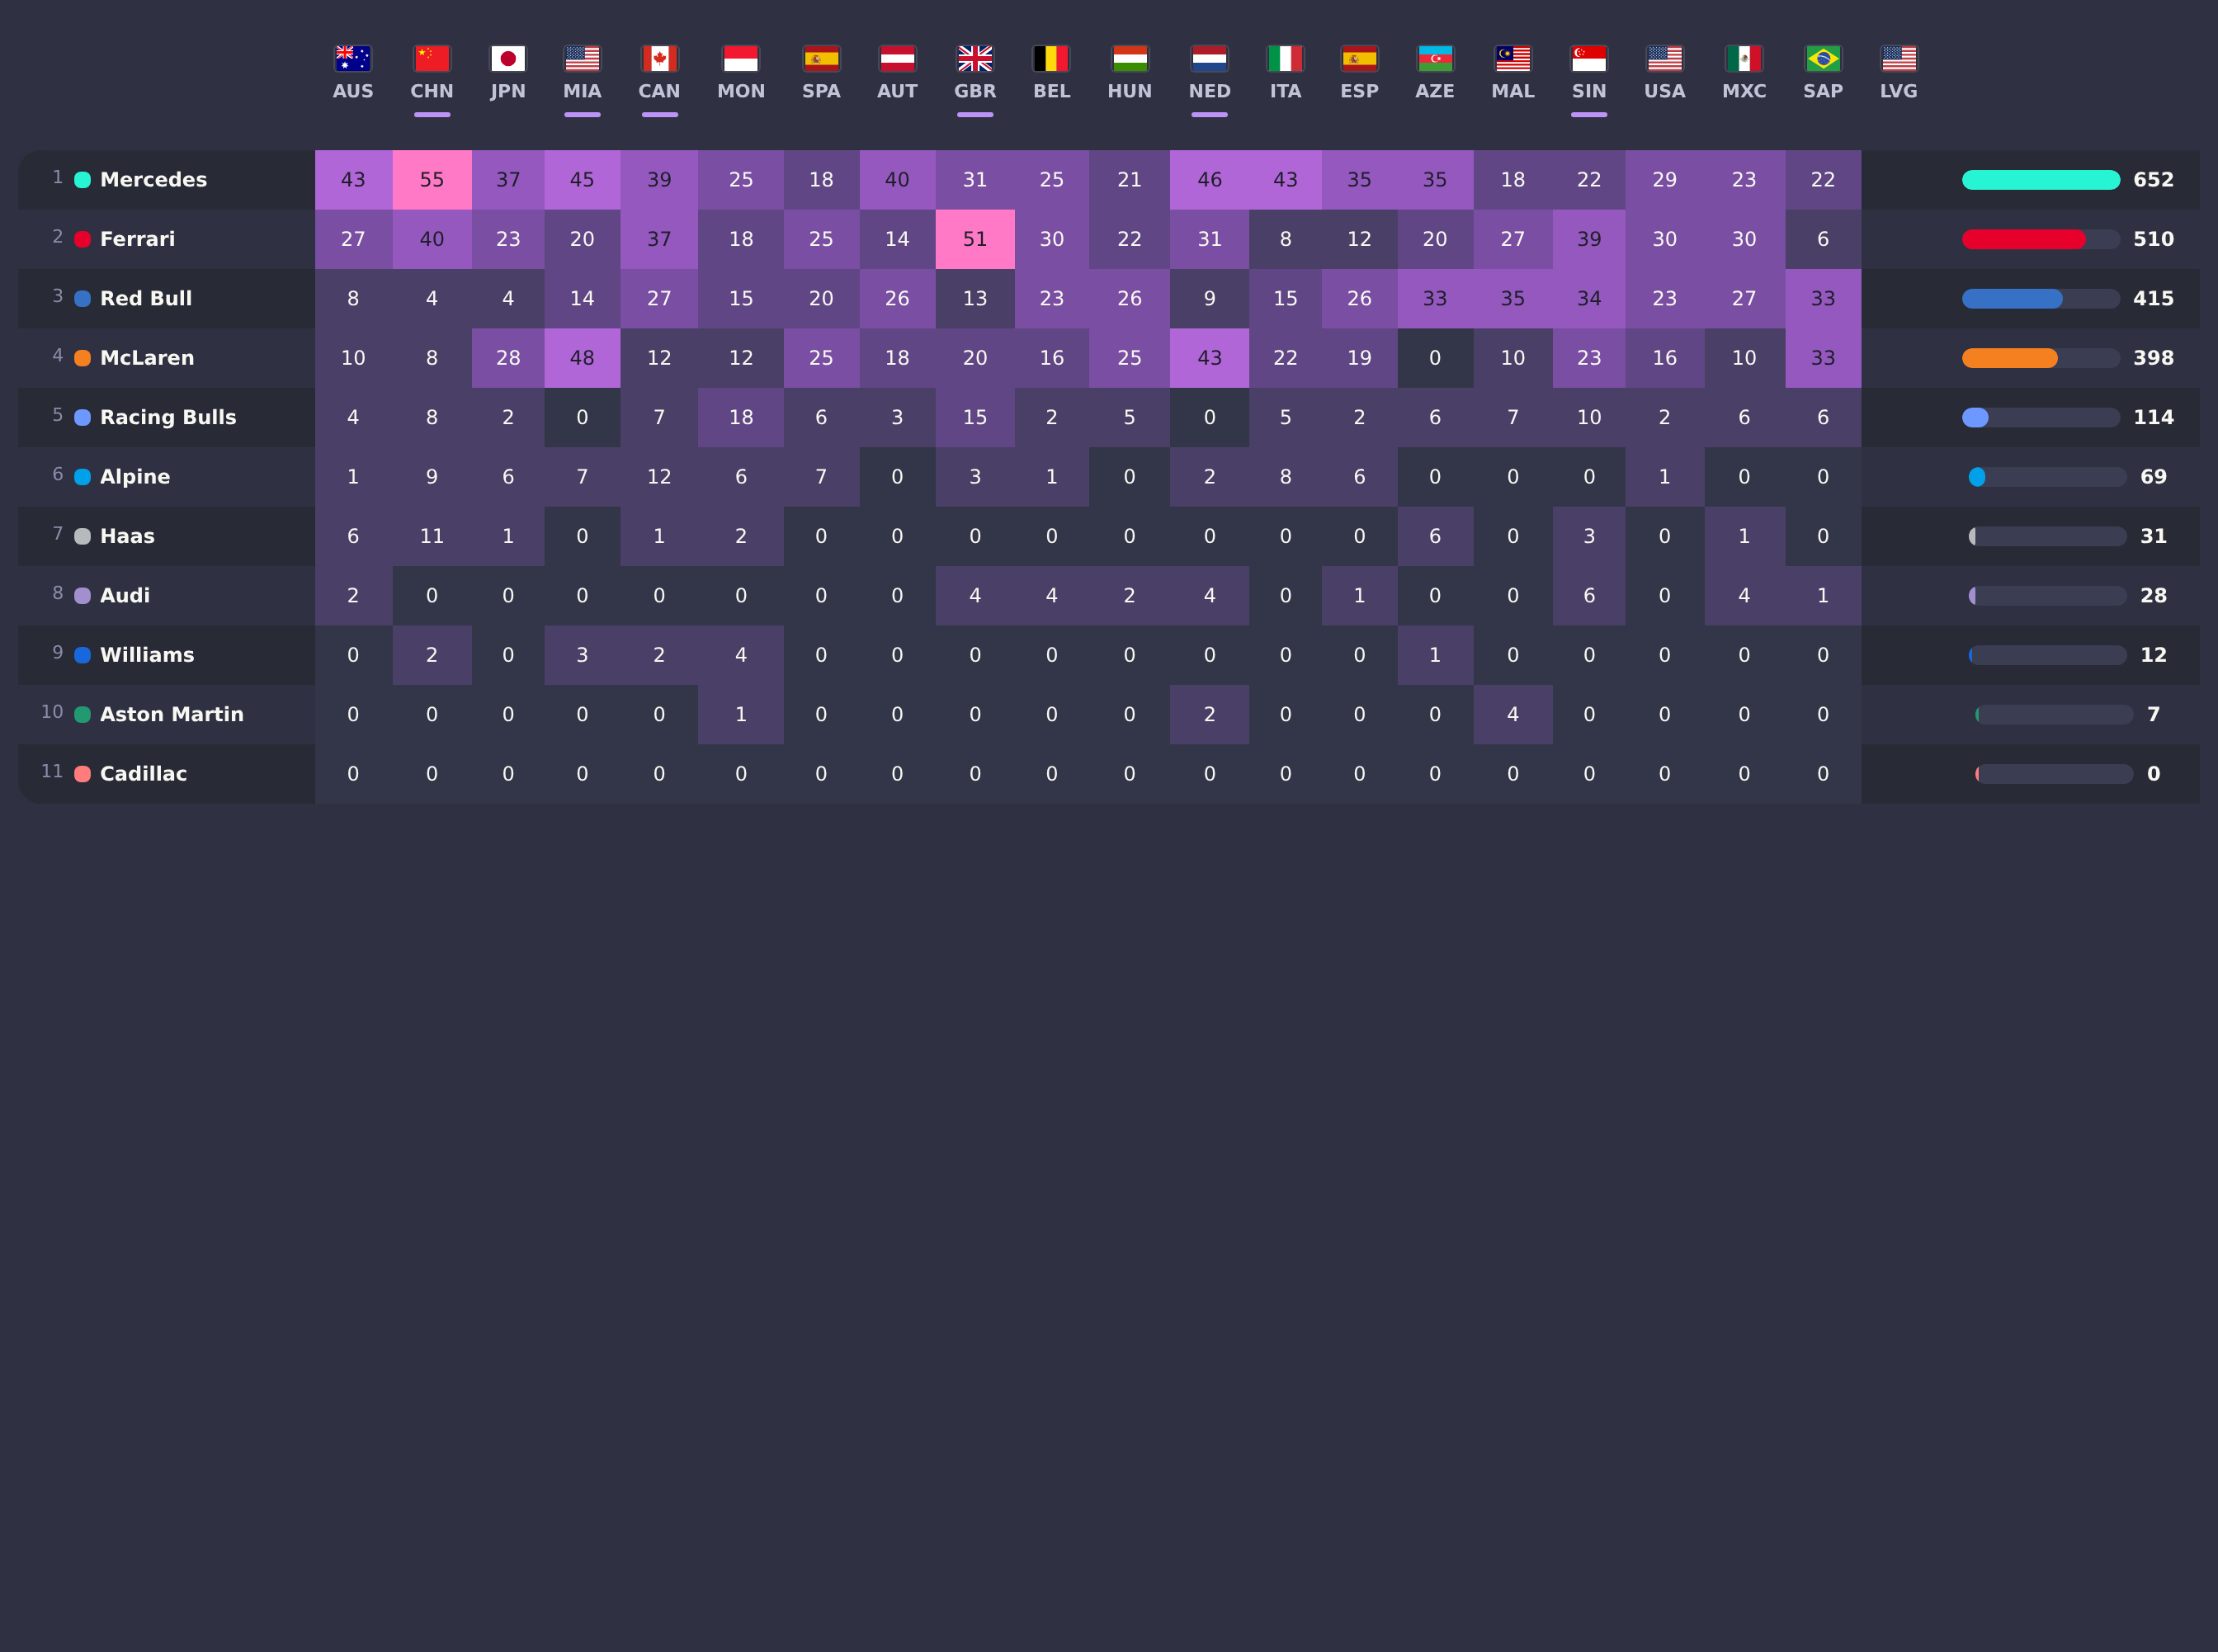 AUS CHN JPN MIA CAN MON SPA AUT GBR BEL HUN NED ITA ESP AZE MAL SIN USA MXC SAP LVG
1 Mercedes 43 55 37 45 39 25 18 40 31 25 21 46 43 35 35 18 22 29 23 22 652
2 Ferrari 27 40 23 20 37 18 25 14 51 30 22 31 8 12 20 27 39 30 30 6 510
3 Red Bull 8 4 4 14 27 15 20 26 13 23 26 9 15 26 33 35 34 23 27 33 415
4 McLaren 10 8 28 48 12 12 25 18 20 16 25 43 22 19 0 10 23 16 10 33 398
5 Racing Bulls 4 8 2 0 7 18 6 3 15 2 5 0 5 2 6 7 10 2 6 6 114
6 Alpine 1 9 6 7 12 6 7 0 3 1 0 2 8 6 0 0 0 1 0 0 69
7 Haas 6 11 1 0 1 2 0 0 0 0 0 0 0 0 6 0 3 0 1 0 31
8 Audi 2 0 0 0 0 0 0 0 4 4 2 4 0 1 0 0 6 0 4 1 28
9 Williams 0 2 0 3 2 4 0 0 0 0 0 0 0 0 1 0 0 0 0 0 12
10 Aston Martin 0 0 0 0 0 1 0 0 0 0 0 2 0 0 0 4 0 0 0 0 7
11 Cadillac 0 0 0 0 0 0 0 0 0 0 0 0 0 0 0 0 0 0 0 0 0